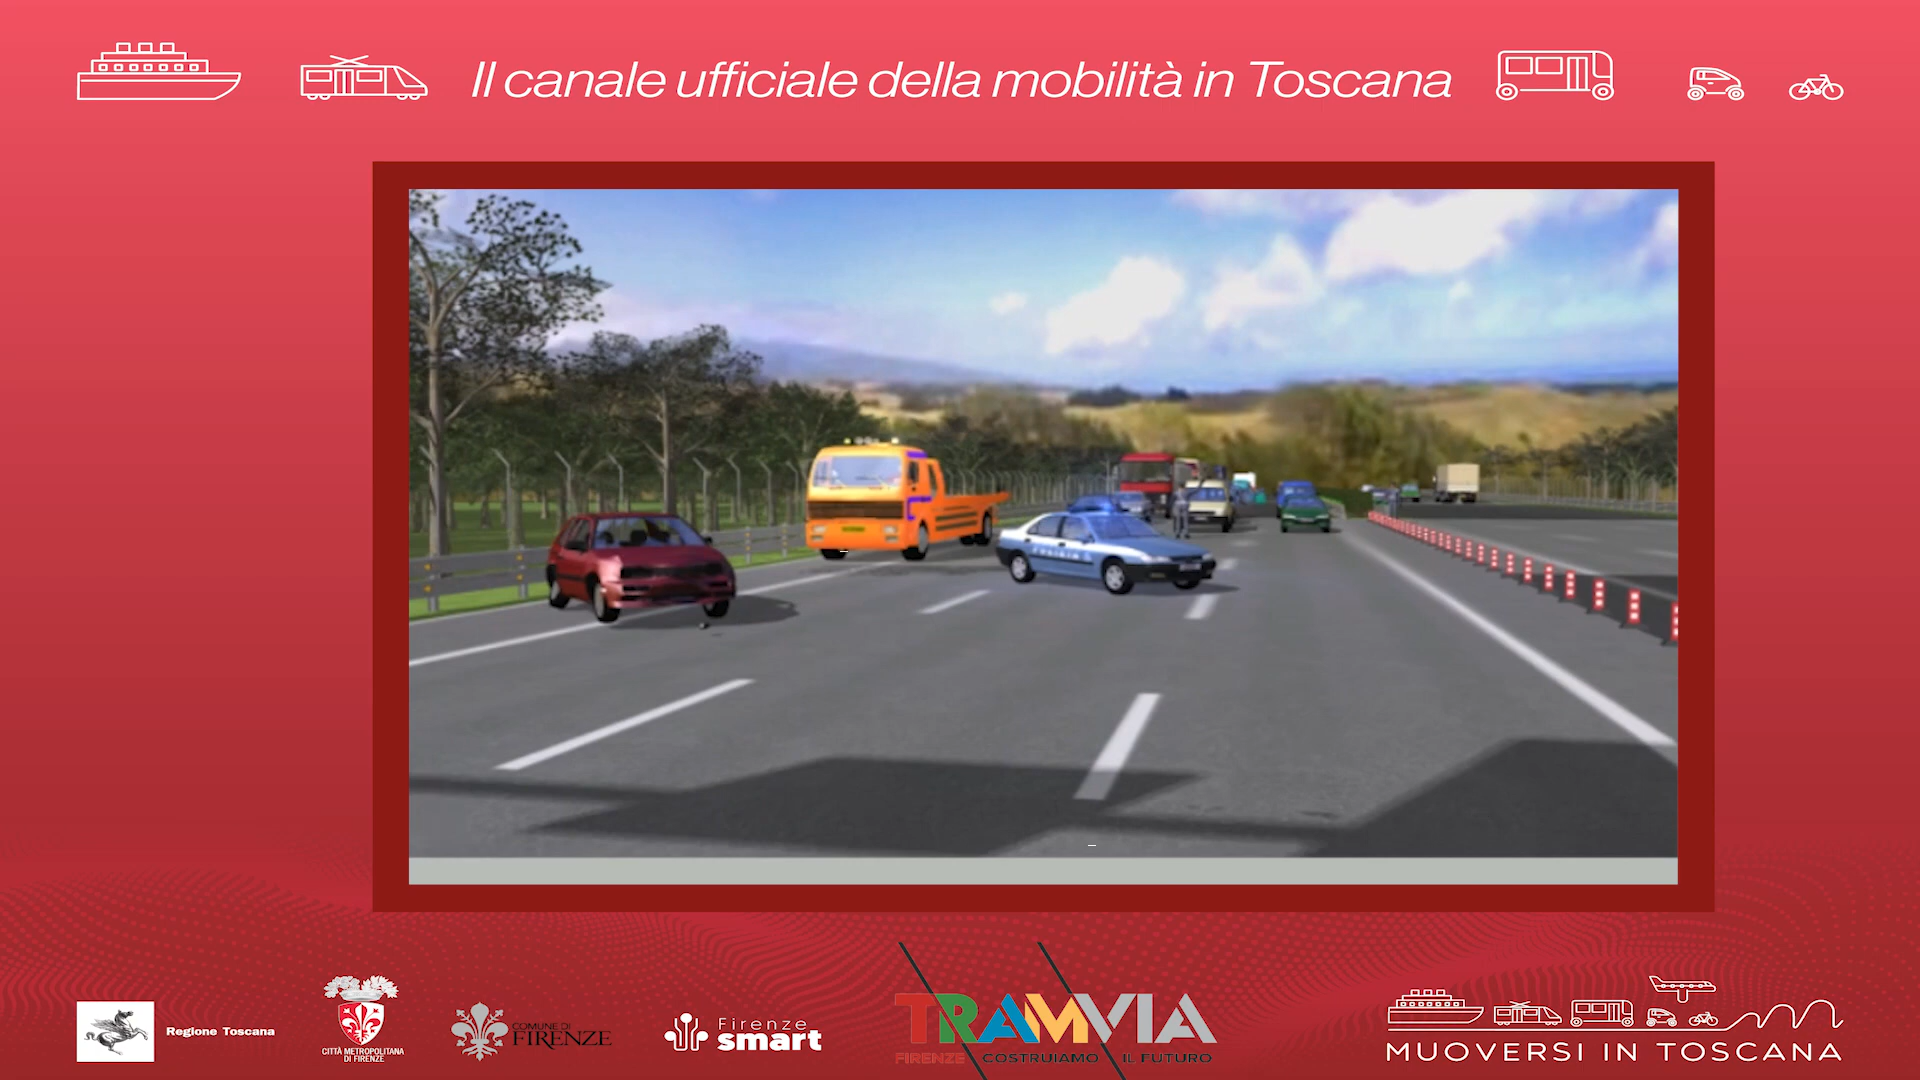 Il canale ufficiale della mobilità in Toscana
Regione Toscana
CITTÀ METROPOLITANA
DI FIRENZE
COMUNE DI
FIRENZE
Firenze
smart
TRAMVIA
FIRENZE COSTRUIAMO IL FUTURO
MUOVERSI IN TOSCANA